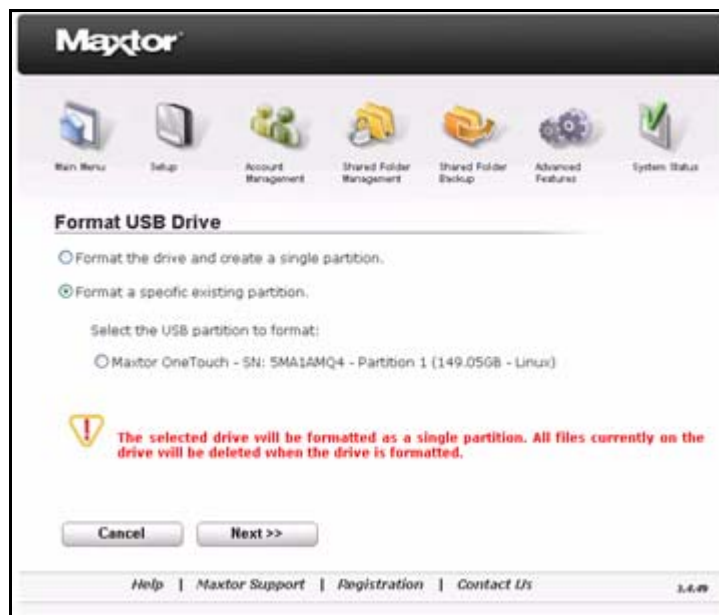 Maxtor
Main Menu
Setup
Account Management
Shared Folder Management
Shared Folder Backup
Advanced Features
System Status
Format USB Drive
Format the drive and create a single partition.
Format a specific existing partition.
Select the USB partition to format:
Maxtor OneTouch - SN: 5MA1AMQ4 - Partition 1 (149.05GB - Linux)
The selected drive will be formatted as a single partition. All files currently on the
drive will be deleted when the drive is formatted.
Cancel
Next >>
Help | Maxtor Support | Registration | Contact Us